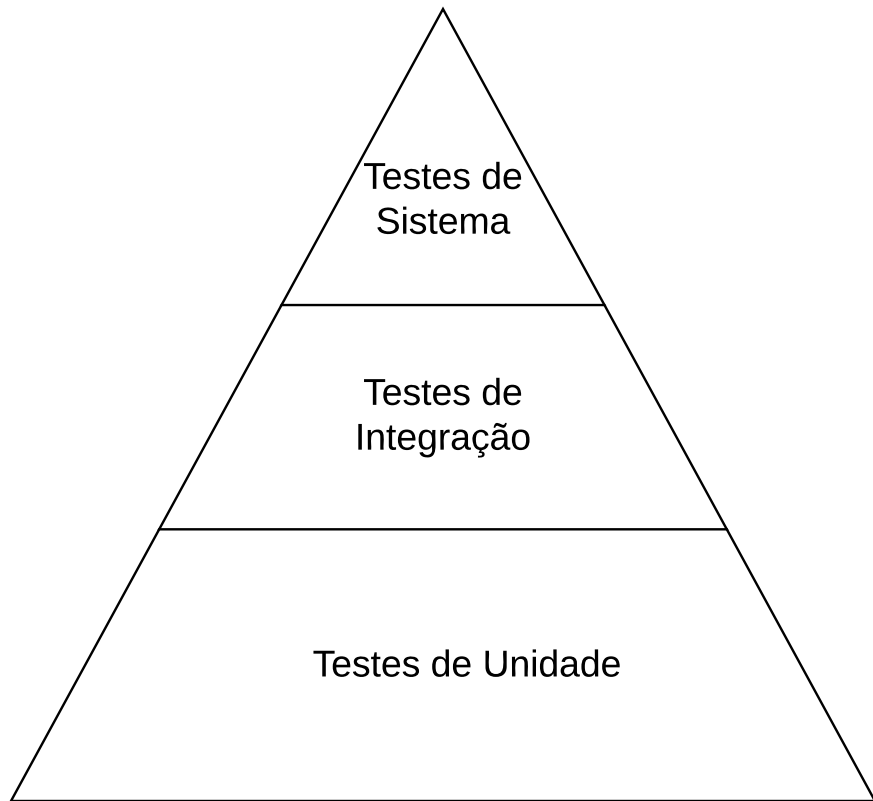 Testes de
Sistema
Testes de
Integração
Testes de Unidade